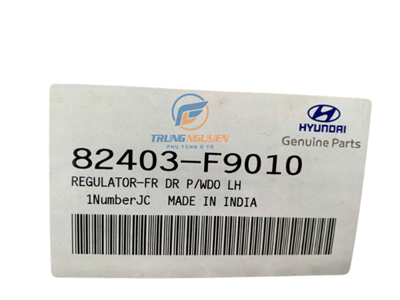 TRUNG NGUYEN
PHỤ TÙNG Ô TÔ
HYUNDAI
Genuine Parts
82403-F9010
REGULATOR-FR DR P/WDO LH
1NumberJC MADE IN INDIA